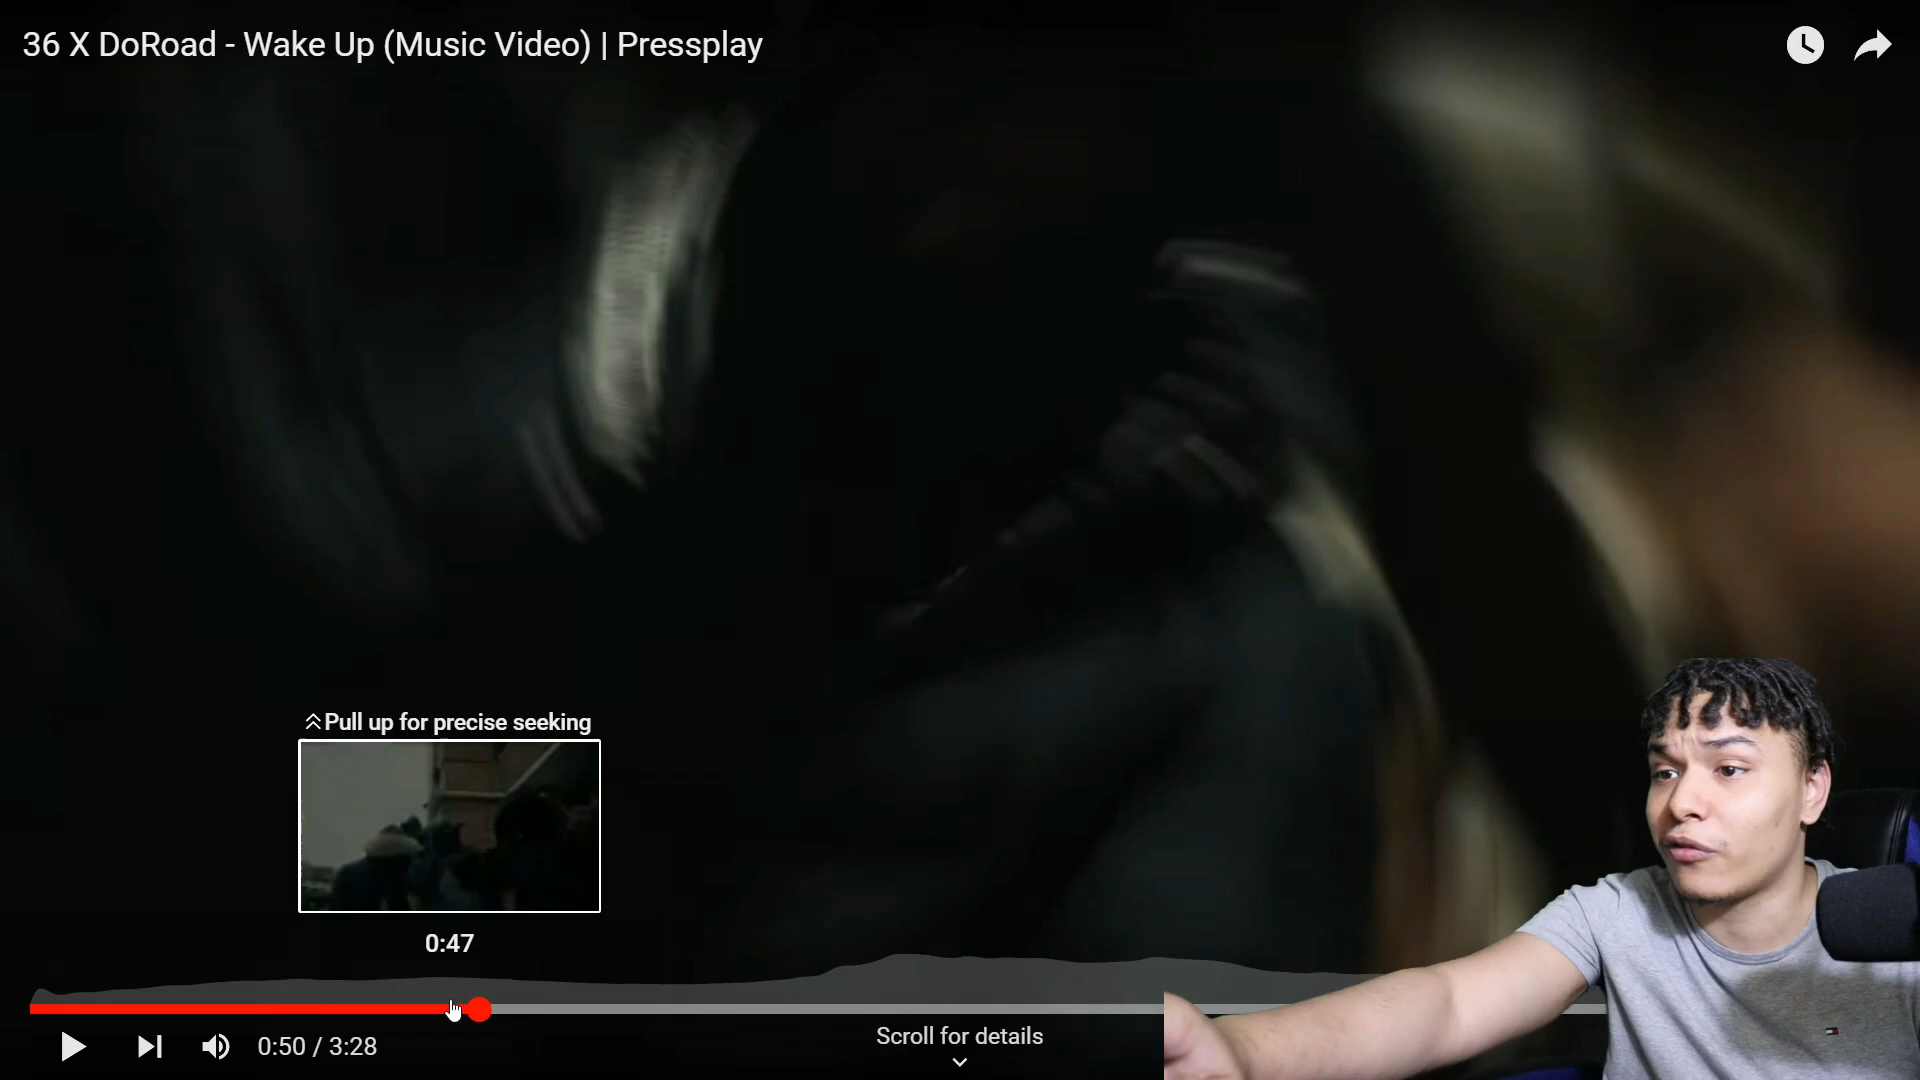 36 X DoRoad - Wake Up (Music Video) | Pressplay
Pull up for precise seeking
0:47
0:50 / 3:28
Scroll for details